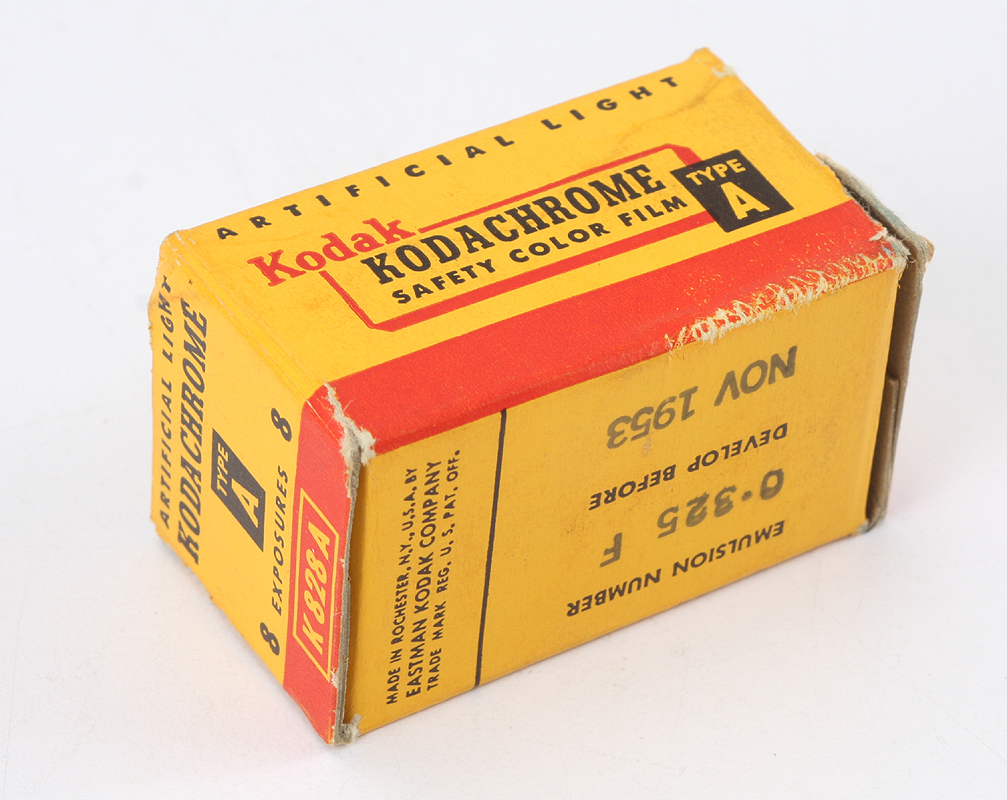 ARTIFICIAL LIGHT
Kodak
KODACHROME
SAFETY COLOR FILM
TYPE
A
ARTIFICIAL LIGHT
KODACHROME
TYPE
A
8 EXPOSURES 8
K828A
MADE IN ROCHESTER, N.Y., U.S.A. BY
EASTMAN KODAK COMPANY
TRADE MARK REG. U. S. PAT. OFF.
EMULSION NUMBER
0·325 F
DEVELOP BEFORE
NOV 1953